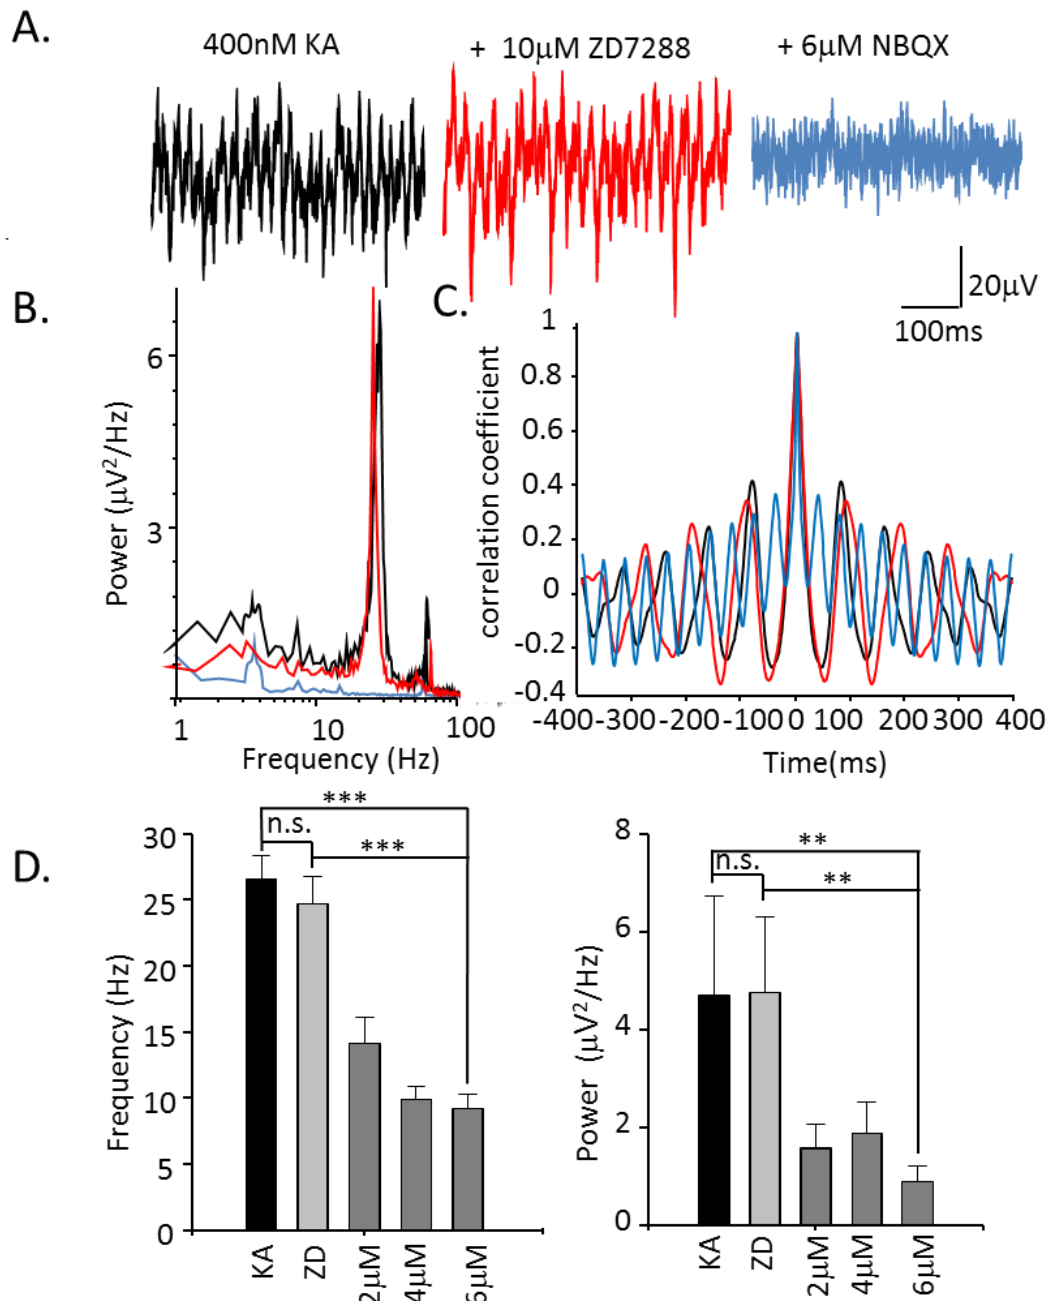 A.
400nM KA
+ 10μM ZD7288
+ 6μM NBQX
20μV
100ms
B.
6
3
Power (μV²/Hz)
1 10 100
Frequency (Hz)
C.
1
0.8
0.6
0.4
0.2
0
-0.2
-0.4
correlation coefficient
-400 -300 -200 -100 0 100 200 300 400
Time(ms)
D.
***
n.s.
***
30
25
20
15
10
5
0
Frequency (Hz)
KA
ZD
2μM
4μM
6μM
**
n.s.
**
8
6
4
2
0
Power (μV²/Hz)
KA
ZD
2μM
4μM
6μM